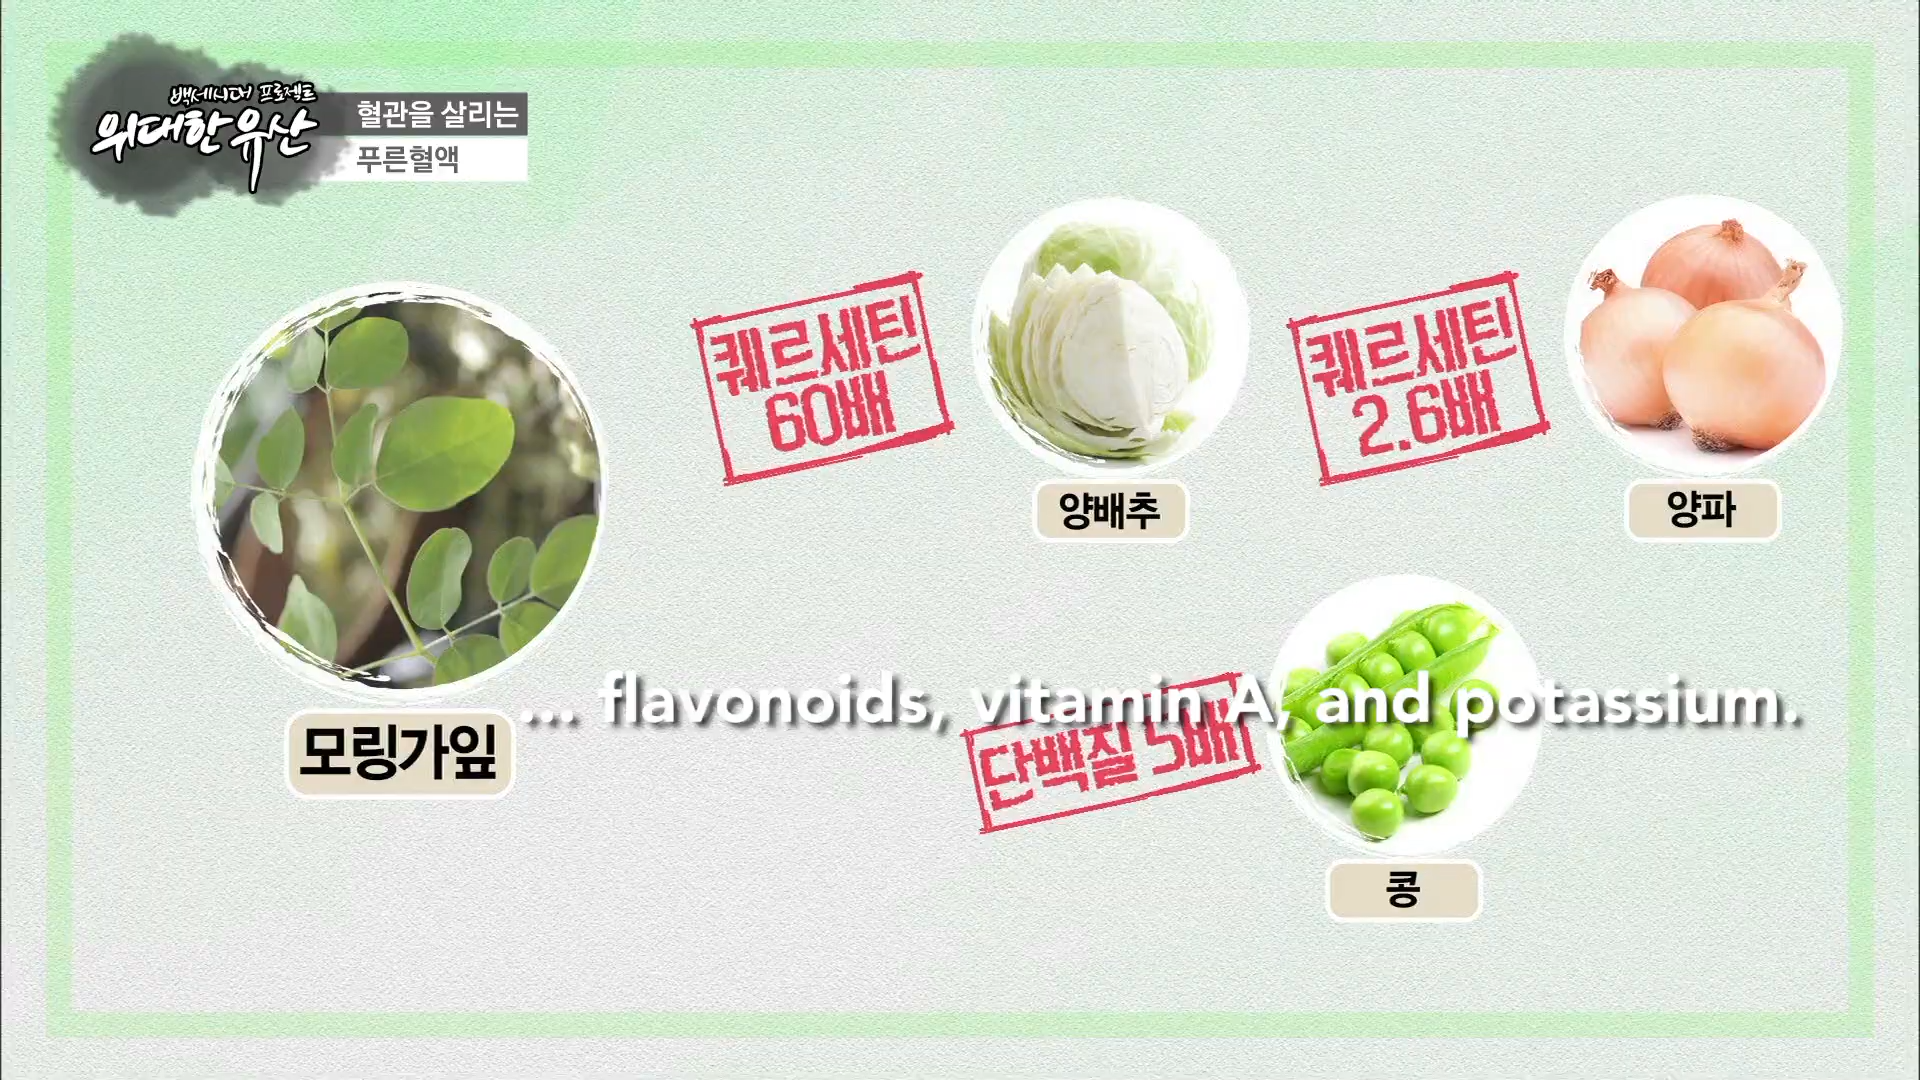 백세시대 프로젝트
위대한 유산
혈관을 살리는
푸른혈액
퀘르세틴
60배
양배추
퀘르세틴
2.6배
양파
모링가잎
... flavonoids, vitamin A, and potassium.
단백질 5배
콩